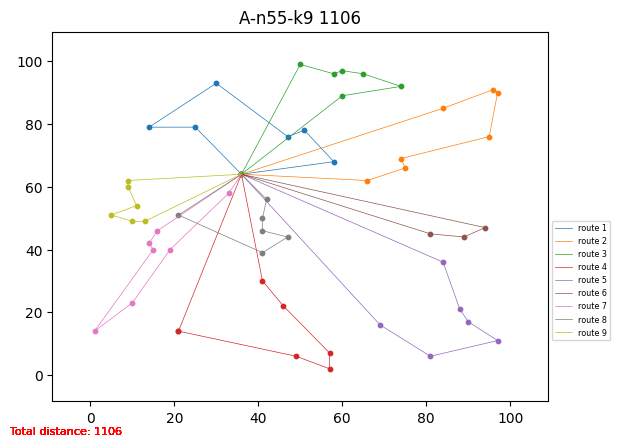 A-n55-k9 1106
100
80
60
40
20
0
0 20 40 60 80 100
route 1
route 2
route 3
route 4
route 5
route 6
route 7
route 8
route 9
Total distance: 1106